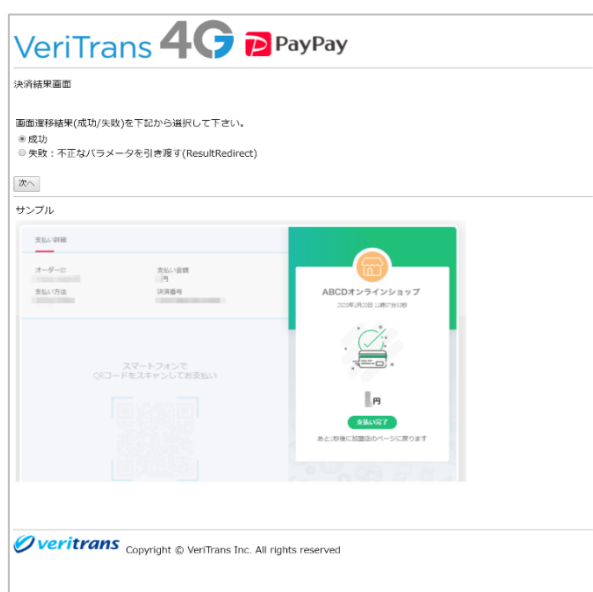 VeriTrans 4G PayPay
決済結果画面
画面遷移結果(成功/失敗)を下記から選択して下さい。
成功
失敗：不正なパラメータを引き渡す(ResultRedirect)
次へ
サンプル
支払い詳細
オーダーID
支払い金額
円
支払い方法
決済番号
スマートフォンで
QRコードをスキャンしてお支払い
ABCDオンラインショップ
円
支払い完了
あと1秒後に加盟店のページに戻ります
veritrans Copyright © VeriTrans Inc. All rights reserved